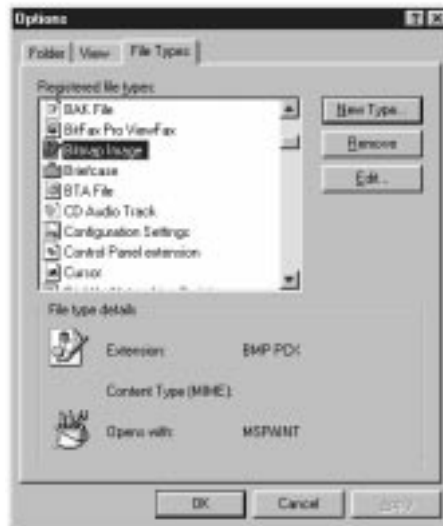 Options
Folder View File Types
Registered file types:
BAK File
BitFax Pro ViewFax
Bitmap Image
Briefcase
BTA File
CD Audio Track
Configuration Settings
Control Panel extension
Cursor
New Type...
Remove
Edit...
File type details
Extension: BMP PCX
Content Type (MIME):
Opens with: MSPAINT
OK Cancel Apply